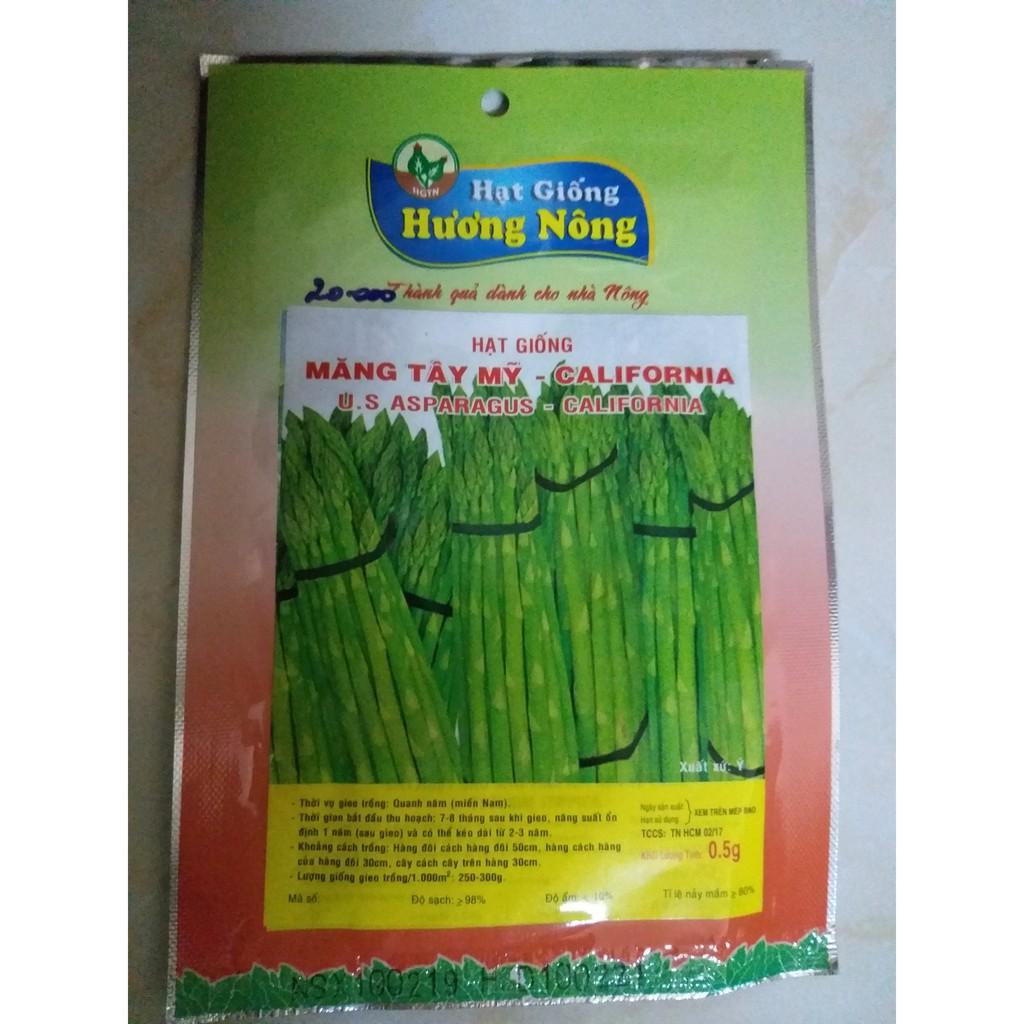 HGTN
Hạt Giống
Hương Nông
20.000 Thành quả dành cho nhà Nông
HẠT GIỐNG
MĂNG TÂY MỸ - CALIFORNIA
U.S ASPARAGUS - CALIFORNIA
Xuất xứ: Ý
- Thời vụ gieo trồng: Quanh năm (miền Nam).
- Thời gian bắt đầu thu hoạch: 7-8 tháng sau khi gieo, năng suất ổn
định 1 năm (sau gieo) và có thể kéo dài từ 2-3 năm.
- Khoảng cách trồng: Hàng đôi cách hàng đôi 50cm, hàng cách hàng
của hàng đôi 30cm, cây cách cây trên hàng 30cm.
- Lượng giống gieo trồng/1.000m²: 250-300g.
Ngày sản xuất
Hạn sử dụng
XEM TRÊN MÉP BAO
TCCS: TN HCM 02/17
Khối Lượng Tịnh: 0.5g
Mã số: Độ sạch: ≥ 98% Độ ẩm: ≤ 10% Tỉ lệ nảy mầm ≥ 80%
NSX100219 HSD100221